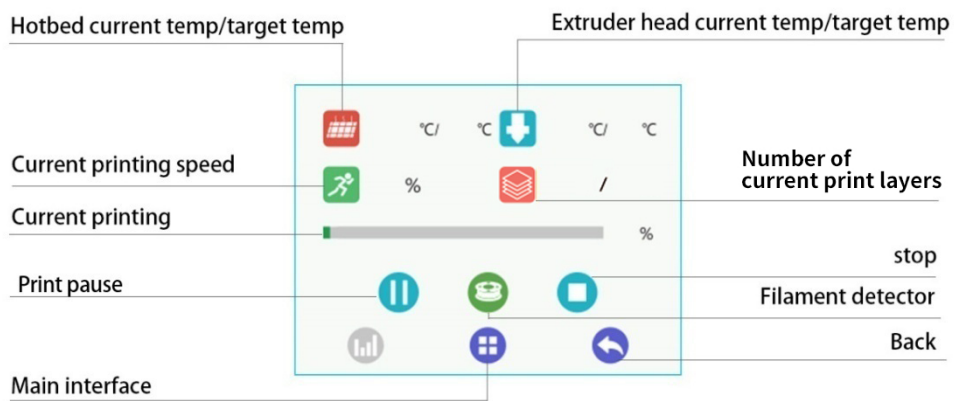 Hotbed current temp/target temp
Extruder head current temp/target temp
℃/ ℃ ℃/ ℃
Current printing speed
% /
Number of
current print layers
Current printing
%
stop
Print pause
Filament detector
Back
Main interface